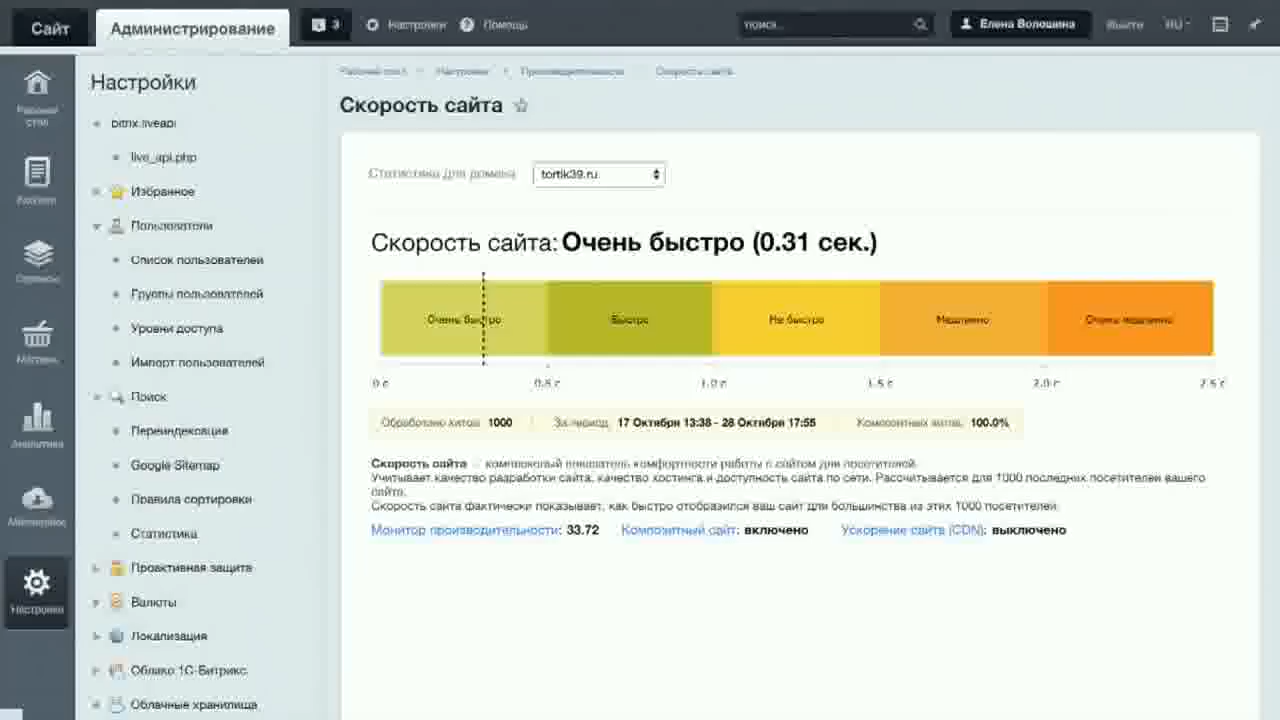 Сайт
Администрирование
3
Настройки
Помощь
поиск...
Елена Волошина
Выйти
RU
Рабочий стол
Настройки
Производительность
Скорость сайта
Рабочий
стол
Контент
Сервисы
Магазин
Аналитика
Настройки
Настройки
bitrix.liveapi
live_api.php
Избранное
Пользователи
Список пользователей
Группы пользователей
Уровни доступа
Импорт пользователей
Поиск
Переиндексация
Google Sitemap
Правила сортировки
Статистика
Проактивная защита
Валюты
Локализация
Облако 1С-Битрикс
Облачные хранилища
Скорость сайта
Статистика для домена
tortik39.ru
Скорость сайта: Очень быстро (0.31 сек.)
Очень быстро
Быстро
Не быстро
Медленно
Очень медленно
0 с
0.5 с
1.0 с
1.5 с
2.0 с
2.5 с
Обработано хитов: 1000
За период: 17 Октября 13:38 - 28 Октября 17:55
Композитных хитов: 100.0%
Скорость сайта — комплексный показатель комфортности работы с сайтом для посетителей.
Учитывает качество разработки сайта, качество хостинга и доступность сайта по сети. Рассчитывается для 1000 последних посетителей вашего
сайта.
Скорость сайта фактически показывает, как быстро отобразился ваш сайт для большинства из этих 1000 посетителей.
Монитор производительности: 33.72
Композитный сайт: включено
Ускорение сайта (CDN): выключено